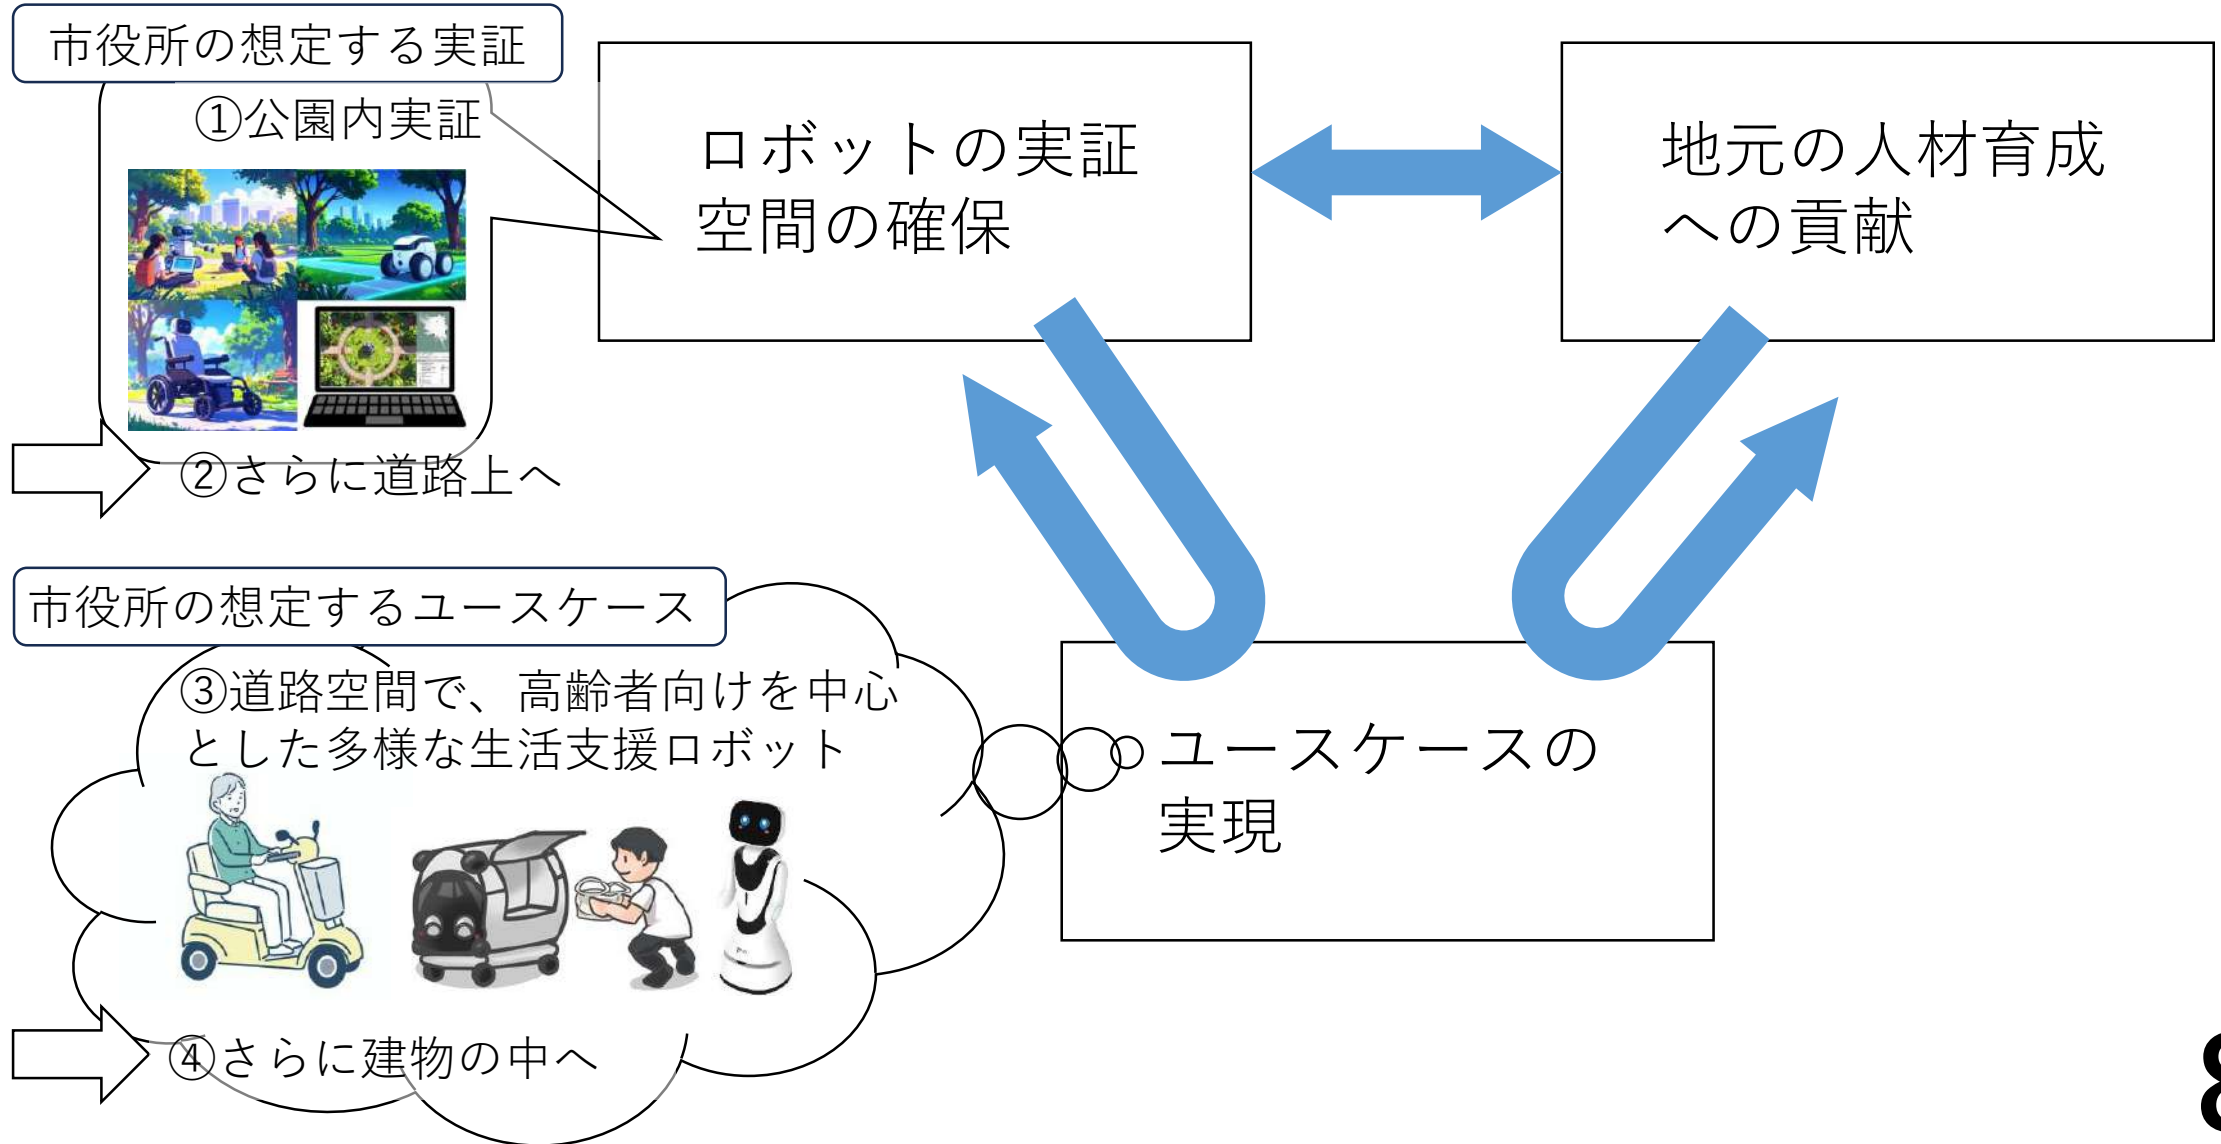 市役所の想定する実証
①公園内実証
②さらに道路上へ
ロボットの実証
空間の確保
地元の人材育成
への貢献
市役所の想定するユースケース
③道路空間で、高齢者向けを中心
とした多様な生活支援ロボット
④さらに建物の中へ
ユースケースの
実現
8